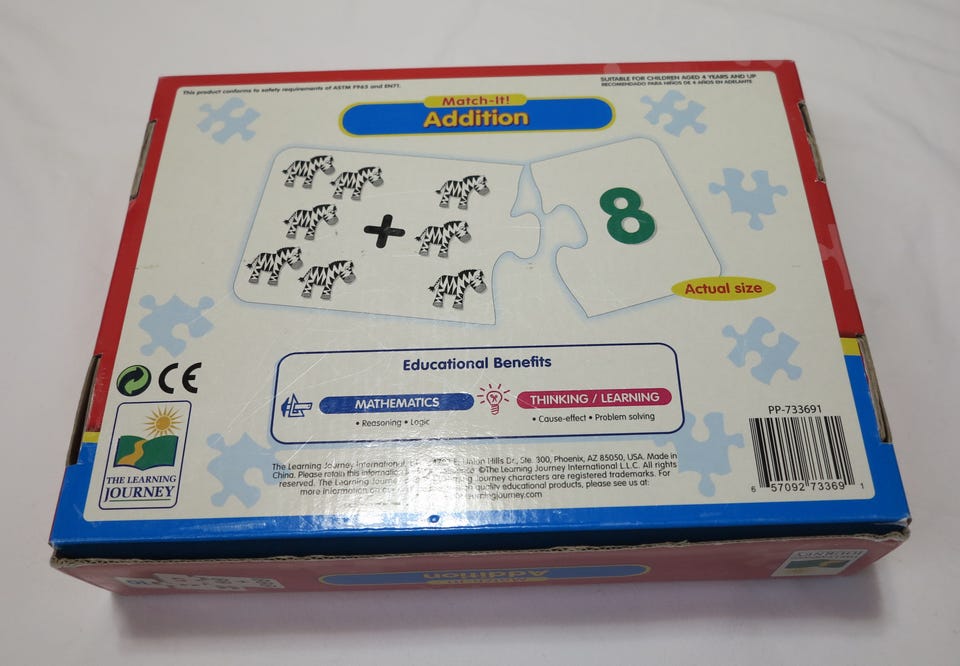 This product conforms to safety requirements of ASTM F963 and EN71.
SUITABLE FOR CHILDREN AGED 4 YEARS AND UP
RECOMENDADO PARA NIÑOS DE 4 AÑOS EN ADELANTE
Match-It!
Addition
+
8
Actual size
Educational Benefits
MATHEMATICS
• Reasoning • Logic
THINKING / LEARNING
• Cause-effect • Problem solving
CE
THE LEARNING
JOURNEY
PP-733691
6 57092 73369 1
The Learning Journey International, Union Hills Dr., Ste. 300, Phoenix, AZ 85050, USA. Made in
China. Please retain this information ©The Learning Journey International L.L.C. All rights
reserved. The Learning Journey characters are registered trademarks. For
more information on quality educational products, please see us at:
Addition